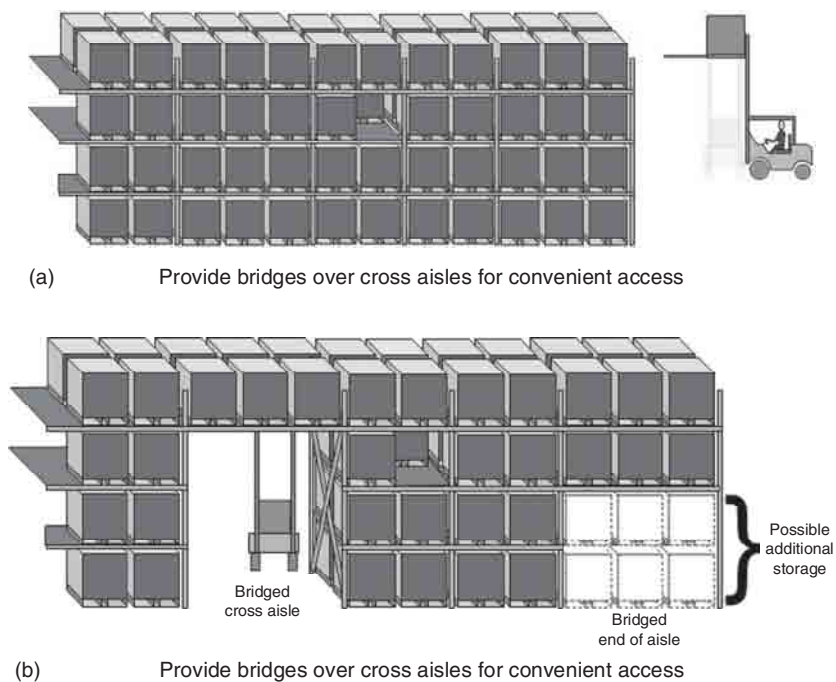 (a) Provide bridges over cross aisles for convenient access
Bridged
cross aisle
Possible
additional
storage
Bridged
end of aisle
(b) Provide bridges over cross aisles for convenient access